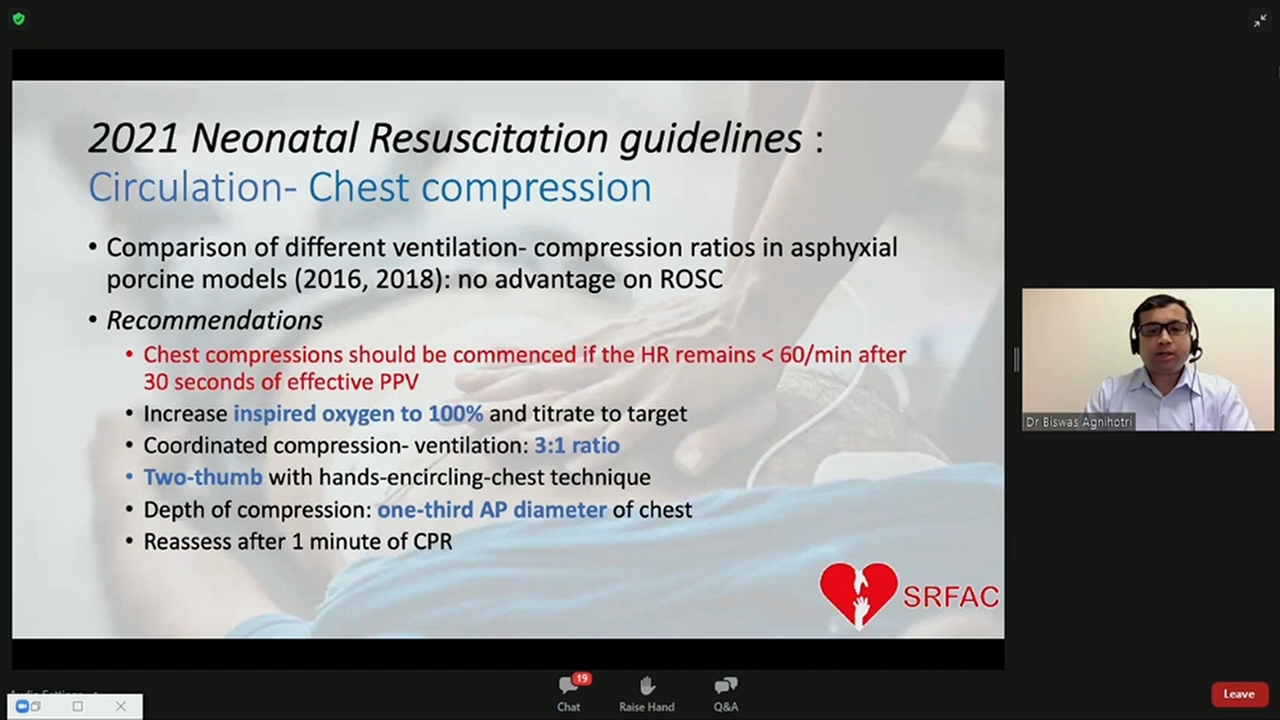 2021 Neonatal Resuscitation guidelines :
Circulation- Chest compression
• Comparison of different ventilation- compression ratios in asphyxial
porcine models (2016, 2018): no advantage on ROSC
• Recommendations
• Chest compressions should be commenced if the HR remains < 60/min after
30 seconds of effective PPV
• Increase inspired oxygen to 100% and titrate to target
• Coordinated compression- ventilation: 3:1 ratio
• Two-thumb with hands-encircling-chest technique
• Depth of compression: one-third AP diameter of chest
• Reassess after 1 minute of CPR
SRFAC
Dr Biswas Agnihotri
19
Chat
Raise Hand
Q&A
Leave